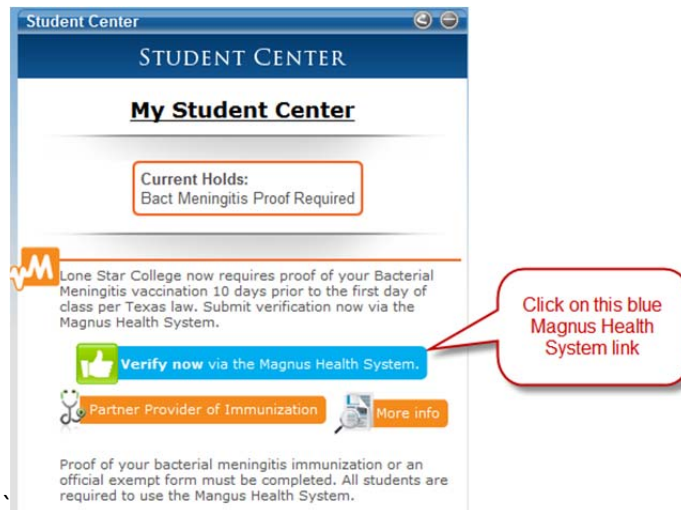 Student Center
STUDENT CENTER
My Student Center
Current Holds:
Bact Meningitis Proof Required
M
Lone Star College now requires proof of your Bacterial
Meningitis vaccination 10 days prior to the first day of
class per Texas law. Submit verification now via the
Magnus Health System.
Verify now via the Magnus Health System.
Click on this blue
Magnus Health
System link
Partner Provider of Immunization
More info
Proof of your bacterial meningitis immunization or an
official exempt form must be completed. All students are
required to use the Mangus Health System.
`